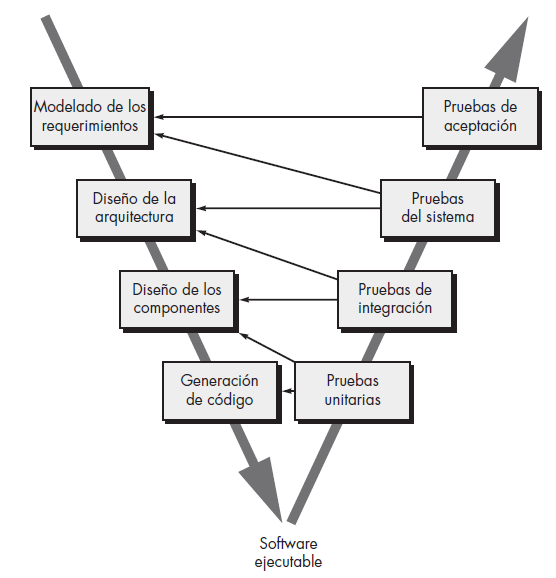 Modelado de los
requerimientos
Pruebas de
aceptación
Diseño de la
arquitectura
Pruebas
del sistema
Diseño de los
componentes
Pruebas de
integración
Generación
de código
Pruebas
unitarias
Software
ejecutable